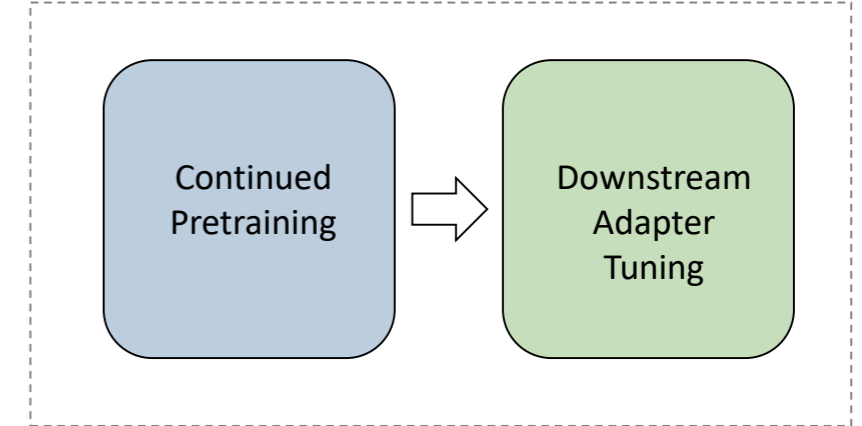 Continued
Pretraining
Downstream
Adapter
Tuning